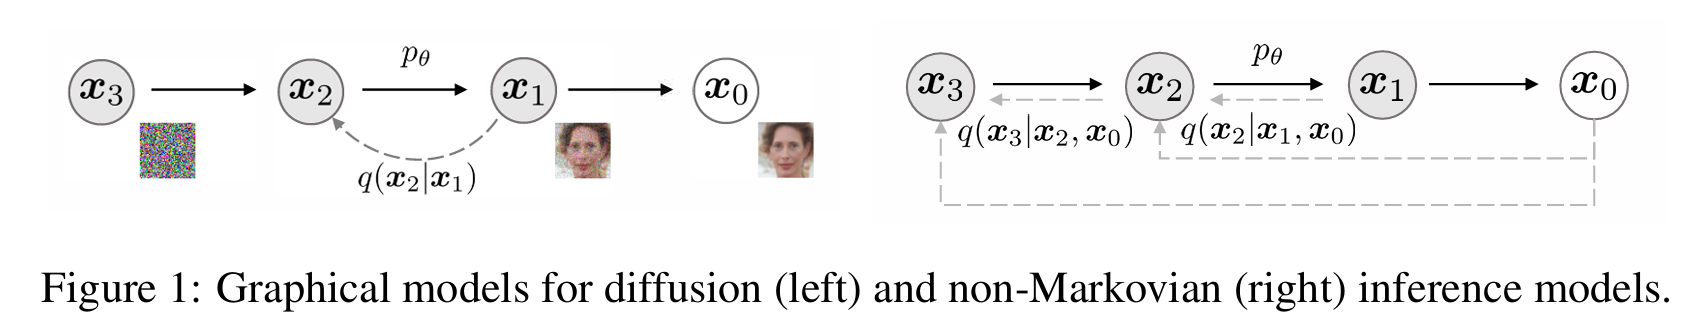 x₃ x₂ pθ x₁ x₀
q(x₂|x₁)
x₃ x₂ pθ x₁ x₀
q(x₃|x₂, x₀) q(x₂|x₁, x₀)
Figure 1: Graphical models for diffusion (left) and non-Markovian (right) inference models.